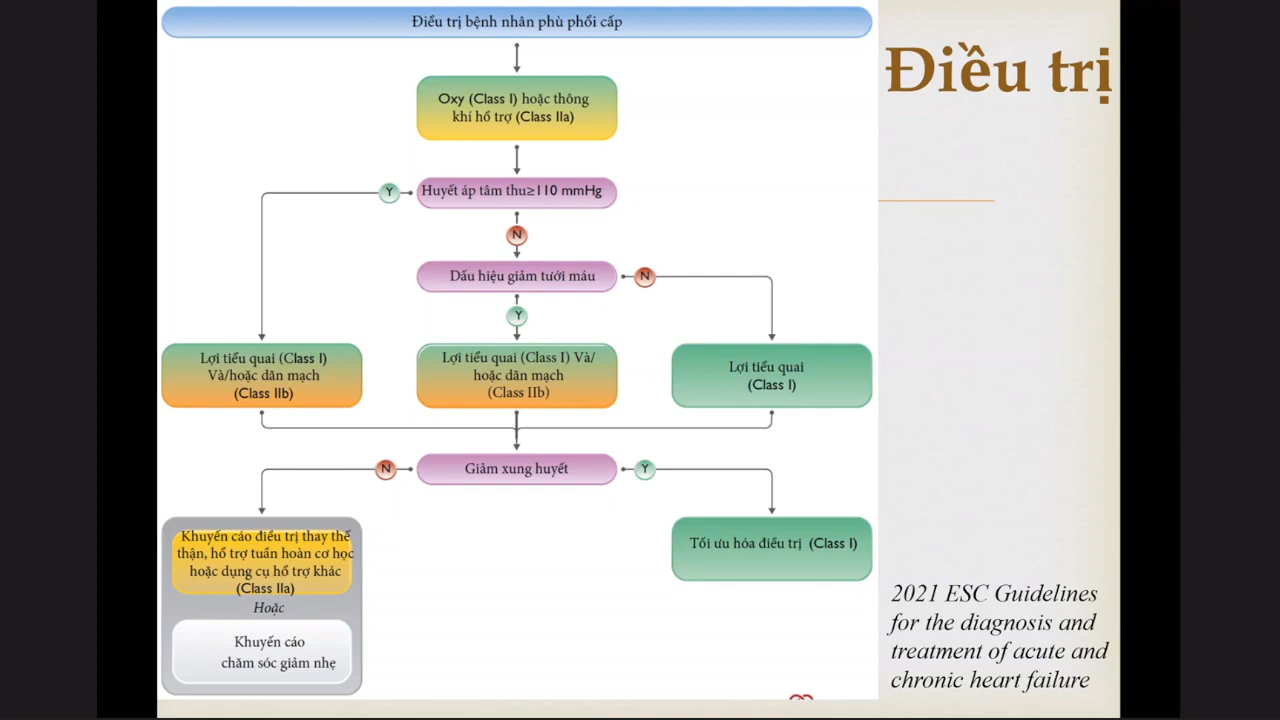 Điều trị bệnh nhân phù phổi cấp
Điều trị
Oxy (Class I) hoặc thông
khí hổ trợ (Class IIa)
Y
Huyết áp tâm thu≥110 mmHg
N
Dấu hiệu giảm tưới máu
N
Y
Lợi tiểu quai (Class I)
Và/hoặc dãn mạch
(Class IIb)
Lợi tiểu quai (Class I) Và/
hoặc dãn mạch
(Class IIb)
Lợi tiểu quai
(Class I)
N
Giảm xung huyết
Y
Khuyến cáo điều trị thay thế
thận, hổ trợ tuần hoàn cơ học
hoặc dụng cụ hổ trợ khác
(Class IIa)
Hoặc
Khuyến cáo
chăm sóc giảm nhẹ
Tối ưu hóa điều trị (Class I)
2021 ESC Guidelines
for the diagnosis and
treatment of acute and
chronic heart failure